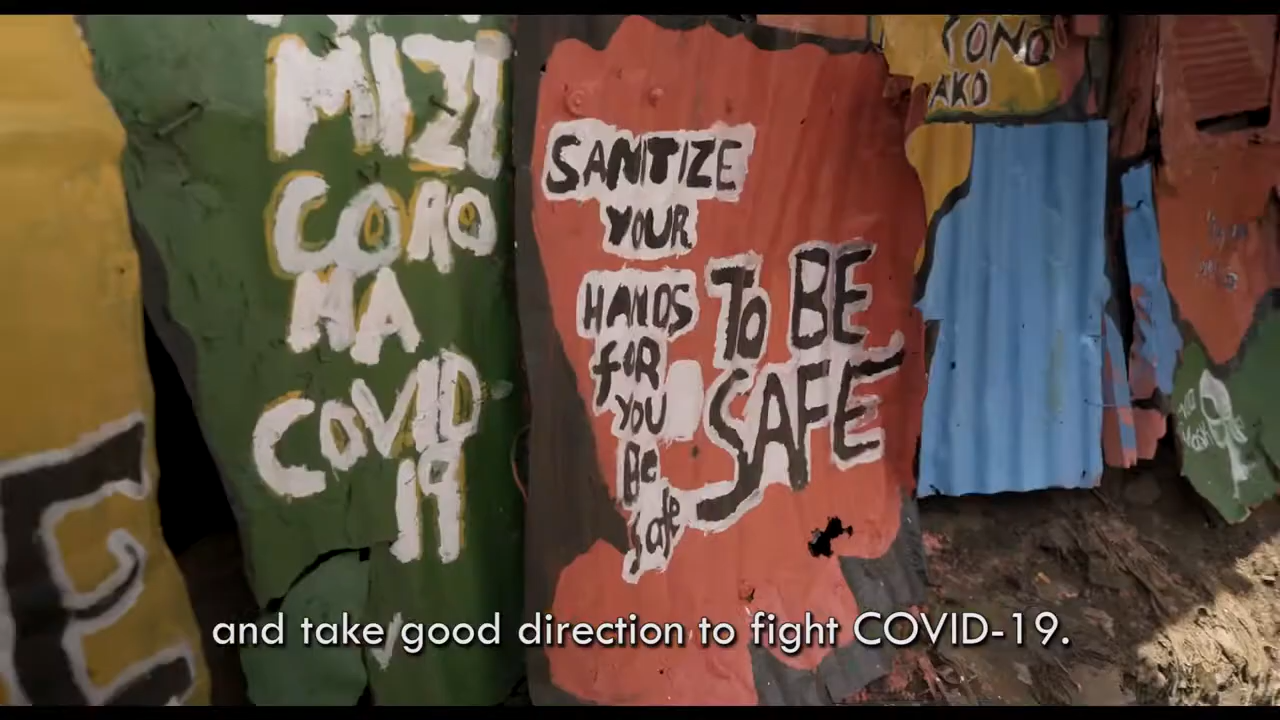 MIZI
CORO
NA
COVID
19
SANITIZE
YOUR
HANDS
FOR
YOU
Be
Safe
TO BE
SAFE
AKO
E
and take good direction to fight COVID-19.